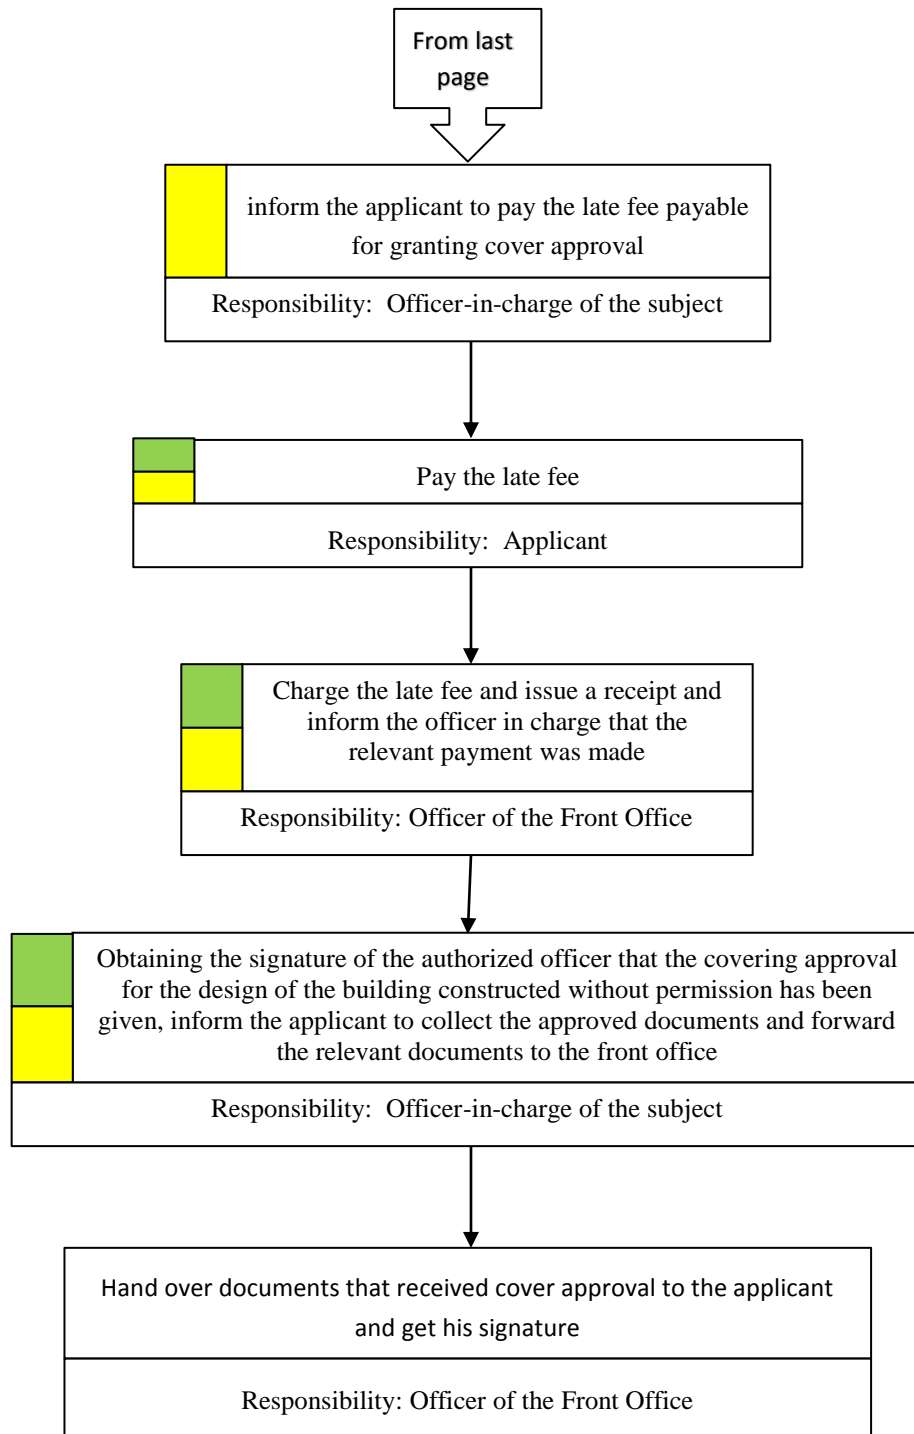 From last
page
inform the applicant to pay the late fee payable
for granting cover approval
Responsibility: Officer-in-charge of the subject
Pay the late fee
Responsibility: Applicant
Charge the late fee and issue a receipt and
inform the officer in charge that the
relevant payment was made
Responsibility: Officer of the Front Office
Obtaining the signature of the authorized officer that the covering approval
for the design of the building constructed without permission has been
given, inform the applicant to collect the approved documents and forward
the relevant documents to the front office
Responsibility: Officer-in-charge of the subject
Hand over documents that received cover approval to the applicant
and get his signature
Responsibility: Officer of the Front Office